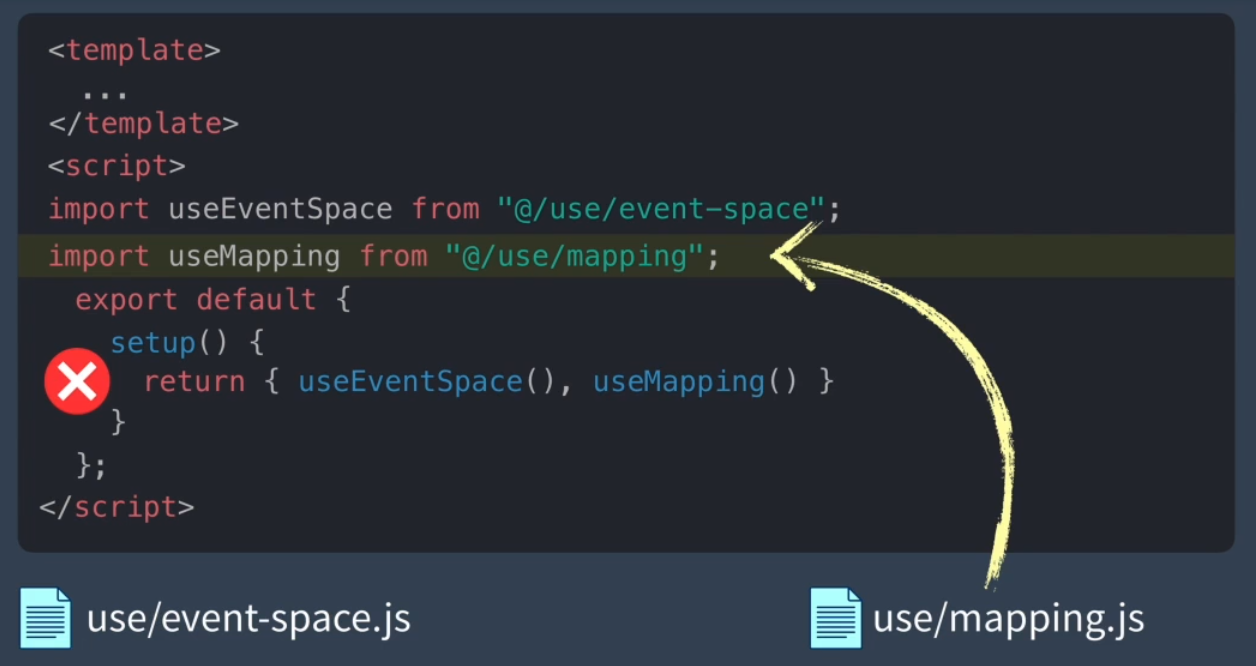 <template>
...
</template>
<script>
import useEventSpace from "@/use/event-space";
import useMapping from "@/use/mapping";
export default {
setup() {
return { useEventSpace(), useMapping() }
}
};
</script>
use/event-space.js
use/mapping.js